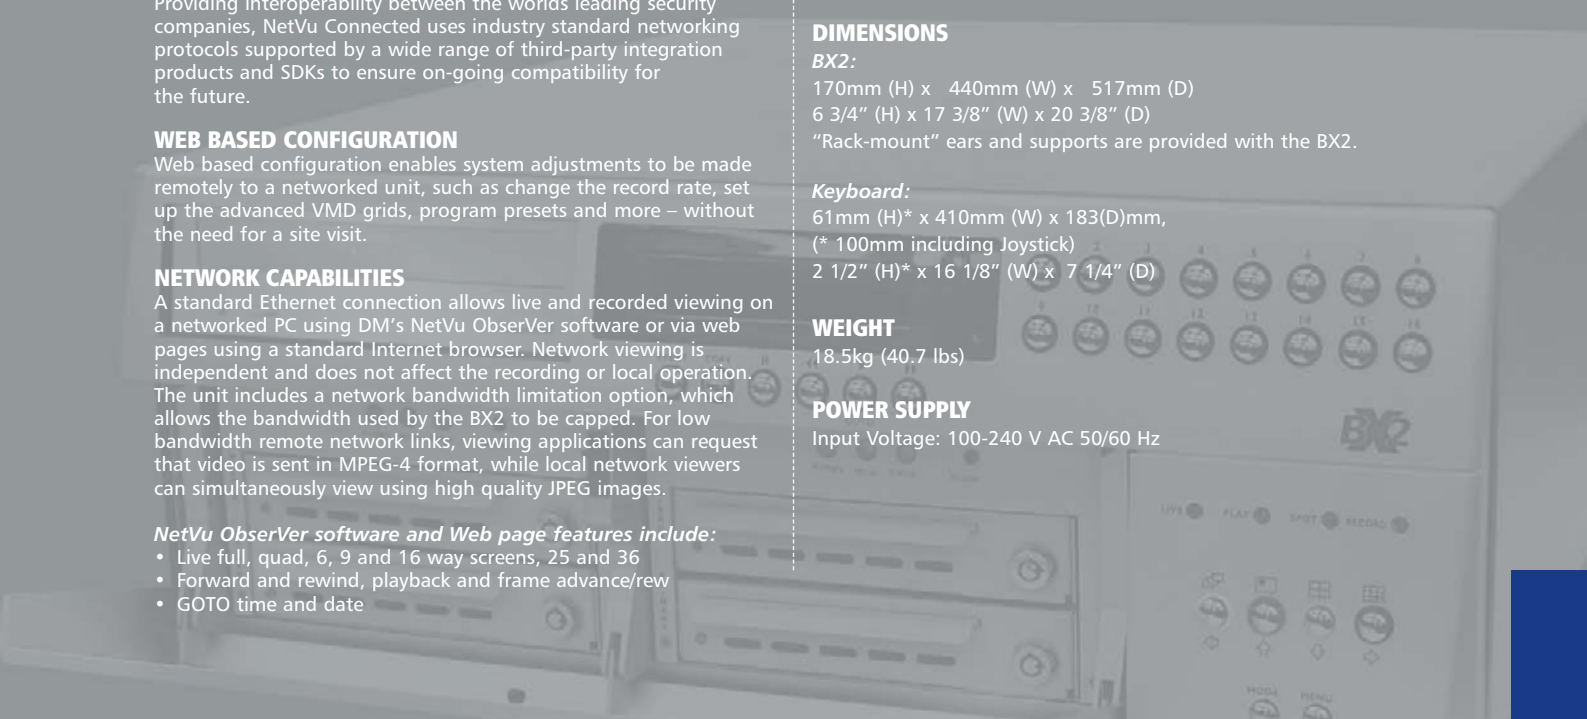 Providing interoperability between the worlds leading security
companies, NetVu Connected uses industry standard networking
protocols supported by a wide range of third-party integration
products and SDKs to ensure on-going compatibility for
the future.
WEB BASED CONFIGURATION
Web based configuration enables system adjustments to be made
remotely to a networked unit, such as change the record rate, set
up the advanced VMD grids, program presets and more – without
the need for a site visit.
NETWORK CAPABILITIES
A standard Ethernet connection allows live and recorded viewing on
a networked PC using DM’s NetVu ObserVer software or via web
pages using a standard Internet browser. Network viewing is
independent and does not affect the recording or local operation.
The unit includes a network bandwidth limitation option, which
allows the bandwidth used by the BX2 to be capped. For low
bandwidth remote network links, viewing applications can request
that video is sent in MPEG-4 format, while local network viewers
can simultaneously view using high quality JPEG images.
NetVu ObserVer software and Web page features include:
• Live full, quad, 6, 9 and 16 way screens, 25 and 36
• Forward and rewind, playback and frame advance/rew
• GOTO time and date
DIMENSIONS
BX2:
170mm (H) x 440mm (W) x 517mm (D)
6 3/4” (H) x 17 3/8” (W) x 20 3/8” (D)
“Rack-mount” ears and supports are provided with the BX2.
Keyboard:
61mm (H)* x 410mm (W) x 183(D)mm,
(* 100mm including Joystick)
2 1/2” (H)* x 16 1/8” (W) x 7 1/4” (D)
WEIGHT
18.5kg (40.7 lbs)
POWER SUPPLY
Input Voltage: 100-240 V AC 50/60 Hz
BX2
LIVE PLAY SPOT RECORD
MODE MENU